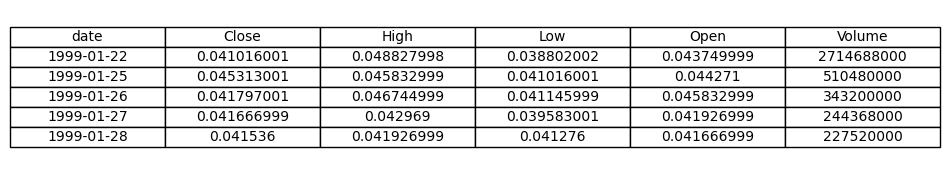 date Close High Low Open Volume
1999-01-22 0.041016001 0.048827998 0.038802002 0.043749999 2714688000
1999-01-25 0.045313001 0.045832999 0.041016001 0.044271 510480000
1999-01-26 0.041797001 0.046744999 0.041145999 0.045832999 343200000
1999-01-27 0.041666999 0.042969 0.039583001 0.041926999 244368000
1999-01-28 0.041536 0.041926999 0.041276 0.041666999 227520000